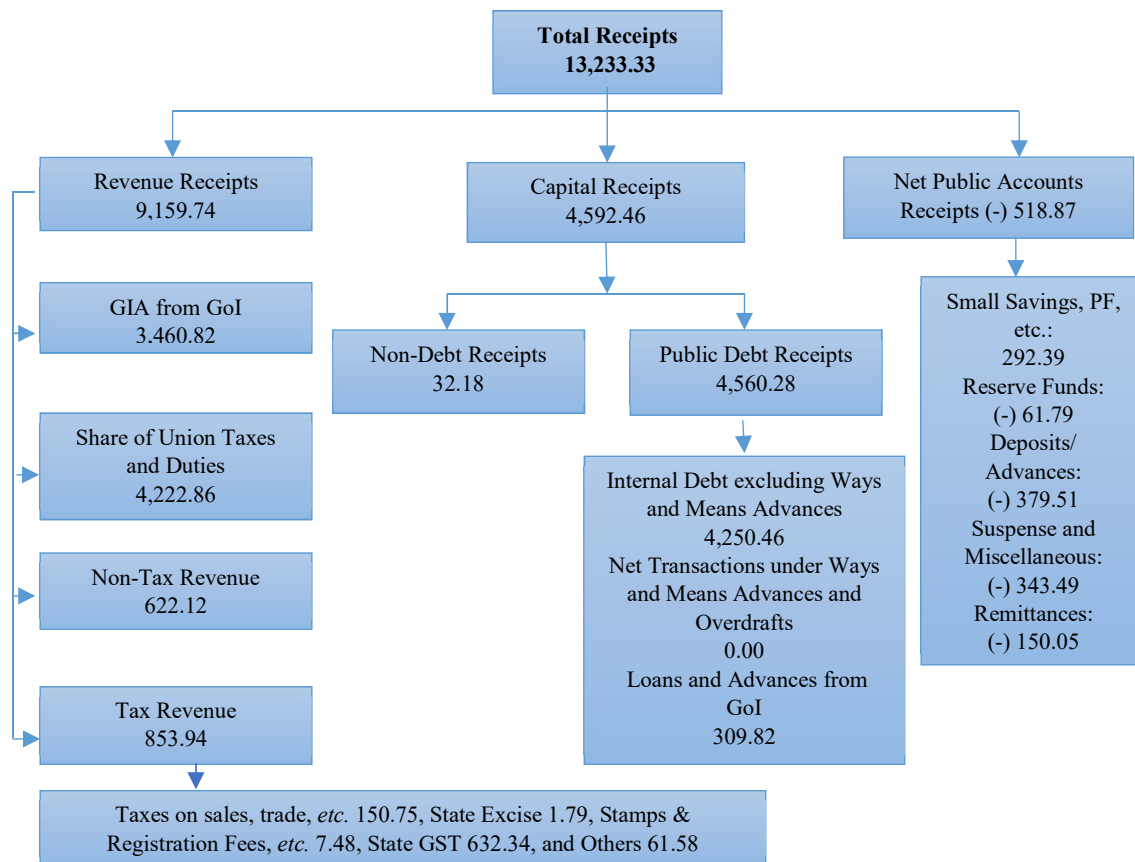 Total Receipts
13,233.33
Revenue Receipts
9,159.74
Capital Receipts
4,592.46
Net Public Accounts
Receipts (-) 518.87
GIA from GoI
3.460.82
Share of Union Taxes
and Duties
4,222.86
Non-Tax Revenue
622.12
Tax Revenue
853.94
Taxes on sales, trade, etc. 150.75, State Excise 1.79, Stamps &
Registration Fees, etc. 7.48, State GST 632.34, and Others 61.58
Non-Debt Receipts
32.18
Public Debt Receipts
4,560.28
Internal Debt excluding Ways
and Means Advances
4,250.46
Net Transactions under Ways
and Means Advances and
Overdrafts
0.00
Loans and Advances from
GoI
309.82
Small Savings, PF,
etc.:
292.39
Reserve Funds:
(-) 61.79
Deposits/
Advances:
(-) 379.51
Suspense and
Miscellaneous:
(-) 343.49
Remittances:
(-) 150.05